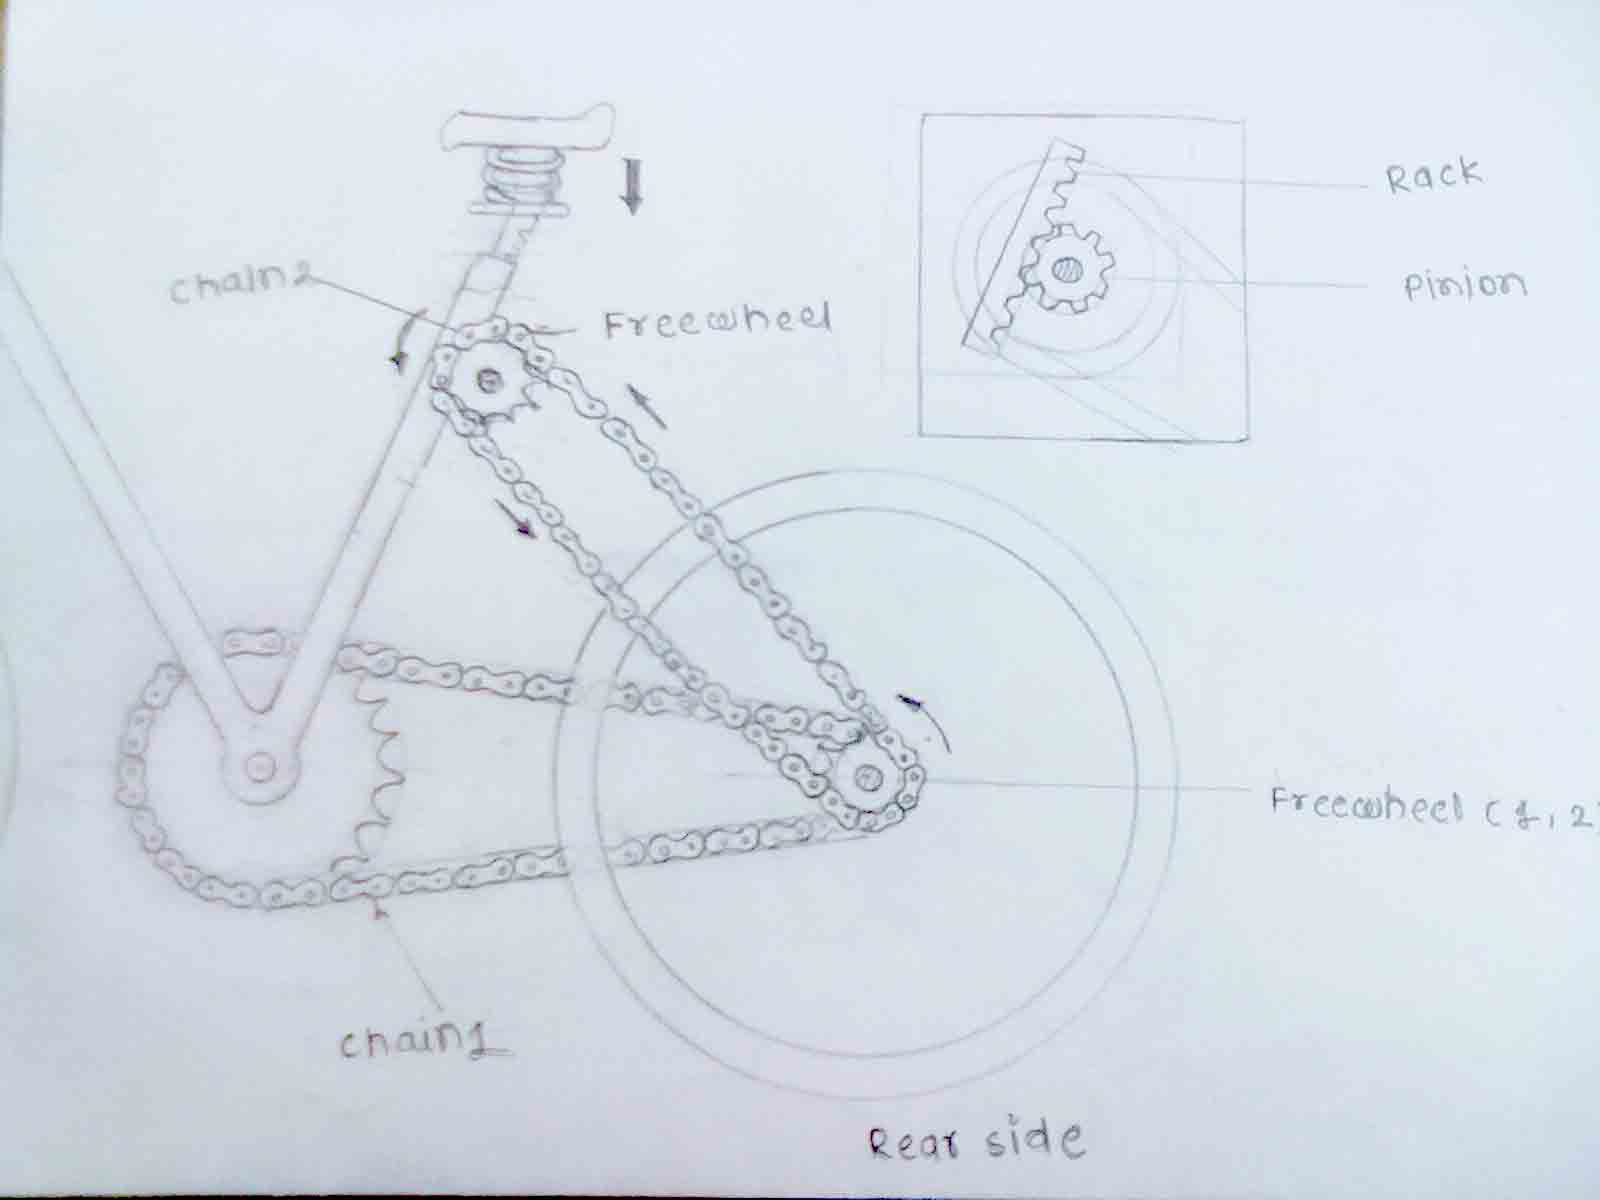 Rack
chain2
Pinion
Freewheel
Freewheel (1,2)
chain1
Rear side